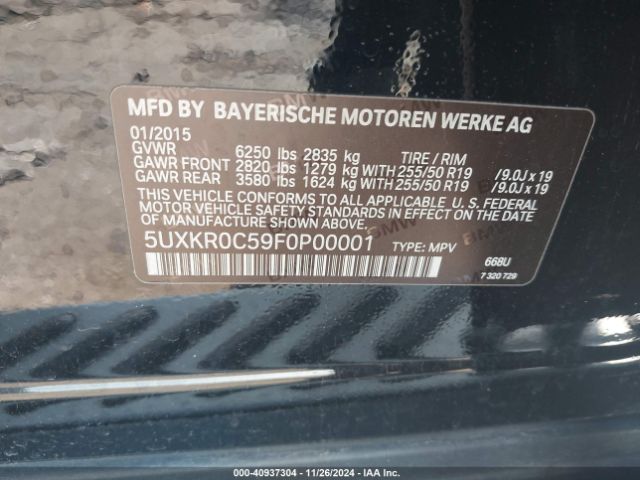 MFD BY BAYERISCHE MOTOREN WERKE AG
01/2015
GVWR 6250 lbs 2835 kg TIRE / RIM
GAWR FRONT 2820 lbs 1279 kg WITH 255/50 R19 /9.0J x 19
GAWR REAR 3580 lbs 1624 kg WITH 255/50 R19 /9.0J x 19
THIS VEHICLE CONFORMS TO ALL APPLICABLE U. S. FEDERAL
MOTOR VEHICLE SAFETY STANDARDS IN EFFECT ON THE DATE
OF MANUFACTURE SHOWN ABOVE.
5UXKR0C59F0P00001 TYPE: MPV
668U
7 320 729
000-40937304 - 11/26/2024 - IAA Inc.